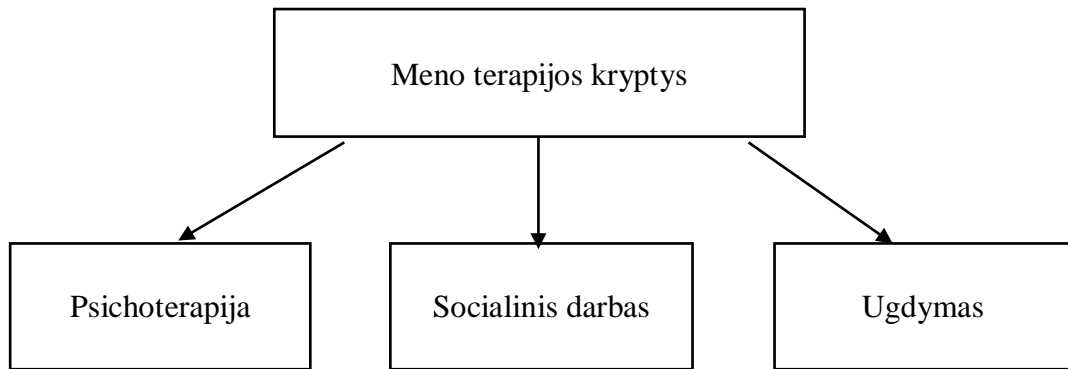 Meno terapijos kryptys
Psichoterapija
Socialinis darbas
Ugdymas